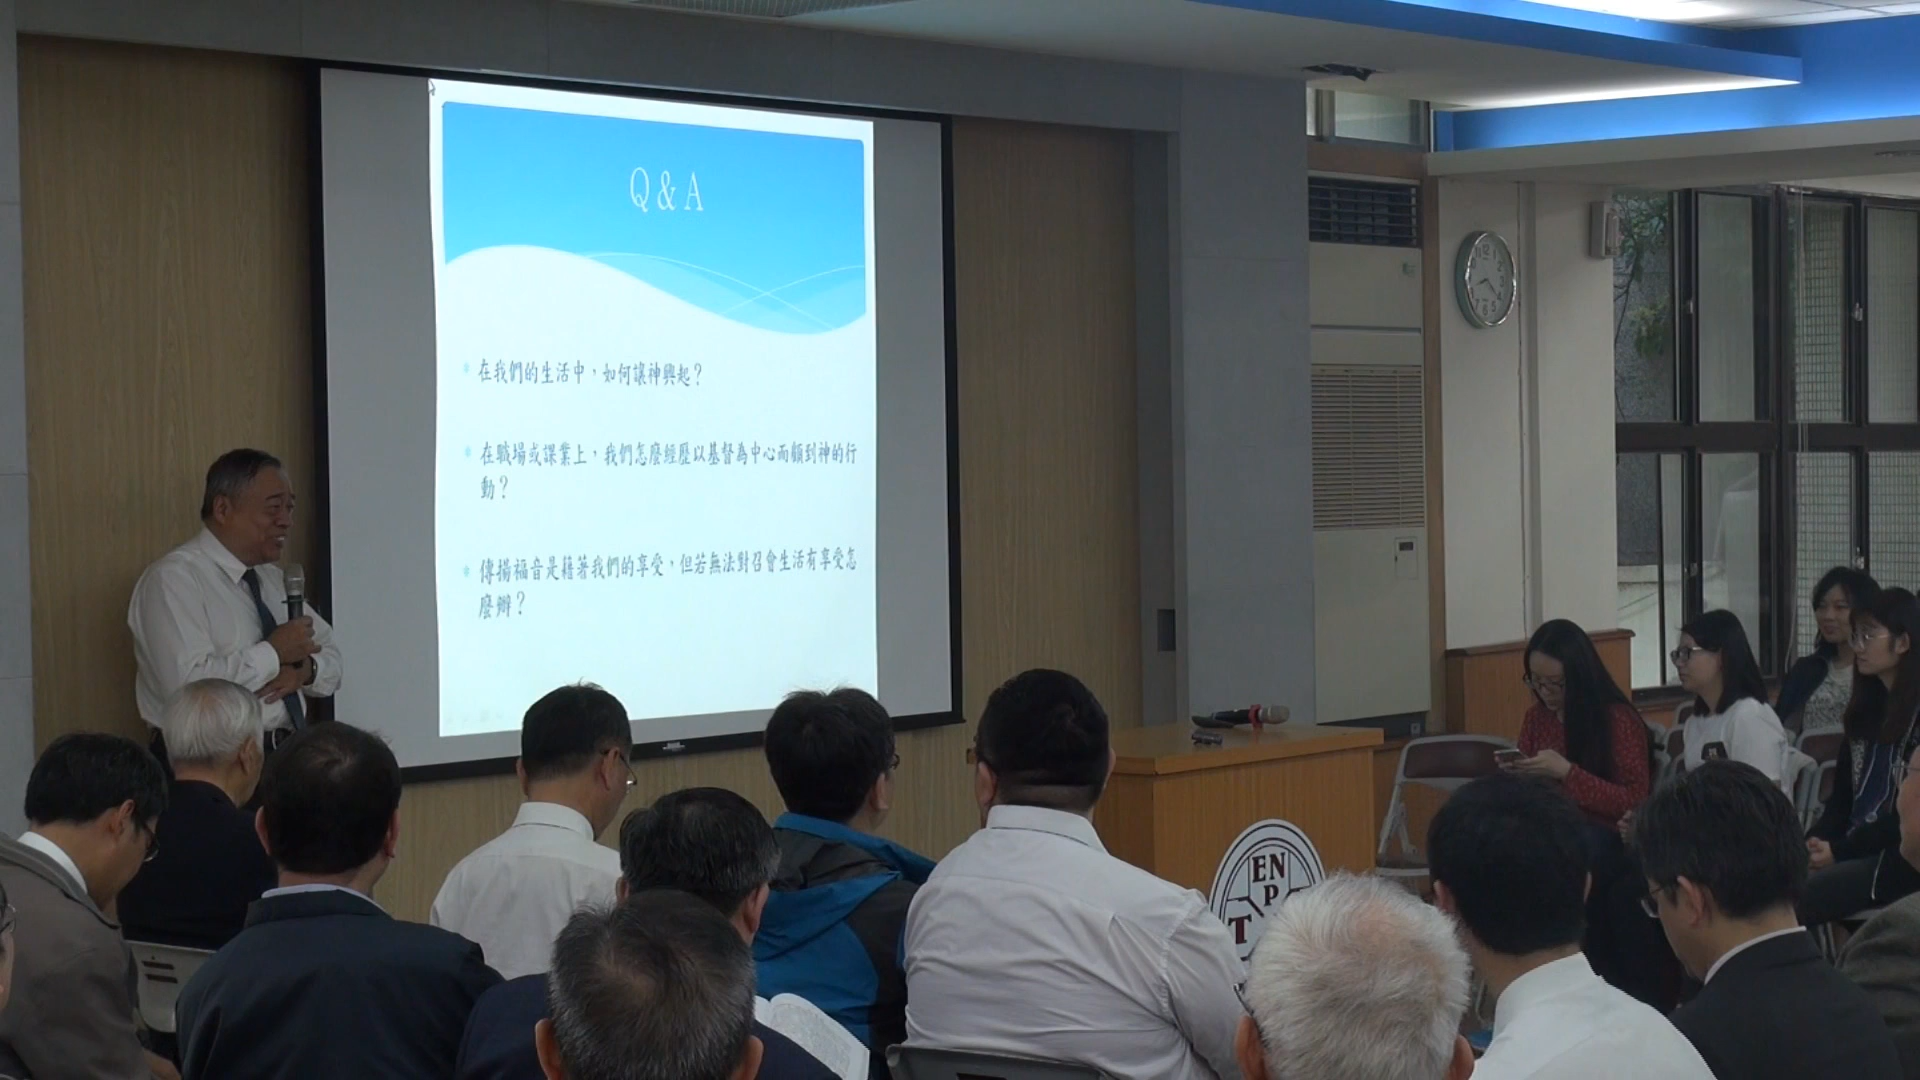 Q & A
在我們的生活中，如何讓神興起？
在職場或課業上，我們怎麼經歷以基督為中心而顧到神的行
動？
傳揚福音是藉著我們的享受，但若無法對召會生活有享受怎
麼辦？
EN
P
T